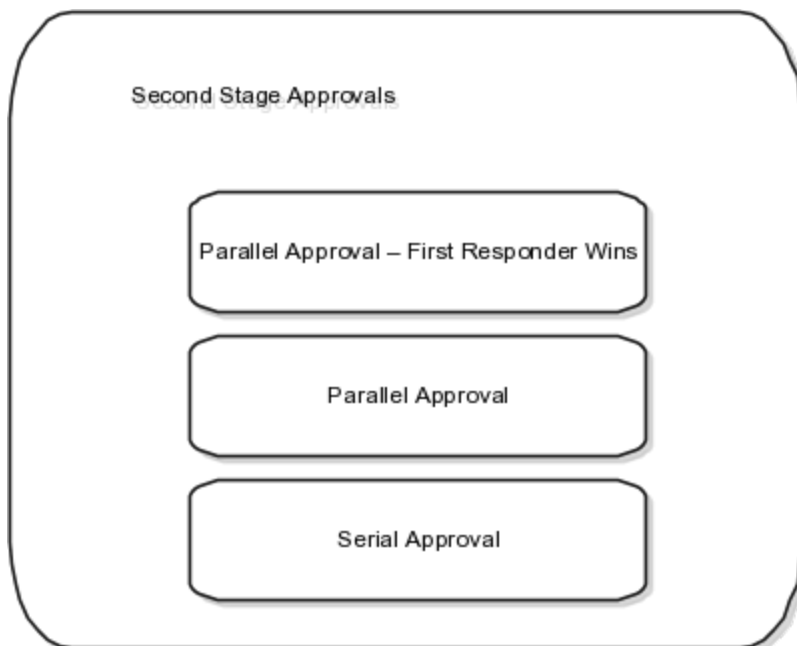 Second Stage Approvals
Parallel Approval – First Responder Wins
Parallel Approval
Serial Approval